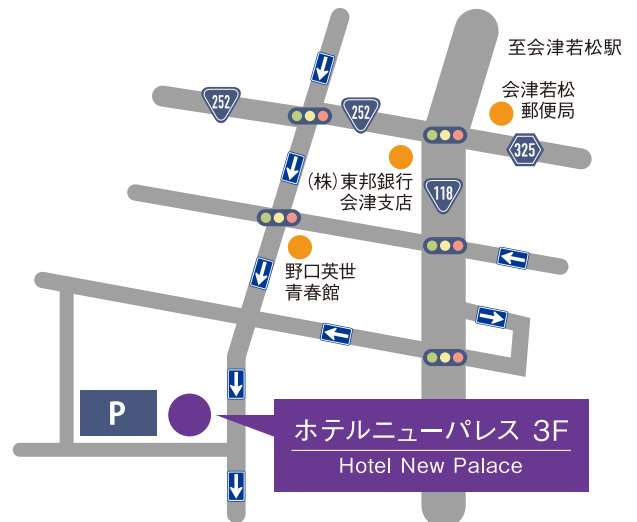 至会津若松駅
252
252
会津若松
郵便局
325
(株)東邦銀行
会津支店
118
野口英世
青春館
P
ホテルニューパレス 3F
Hotel New Palace